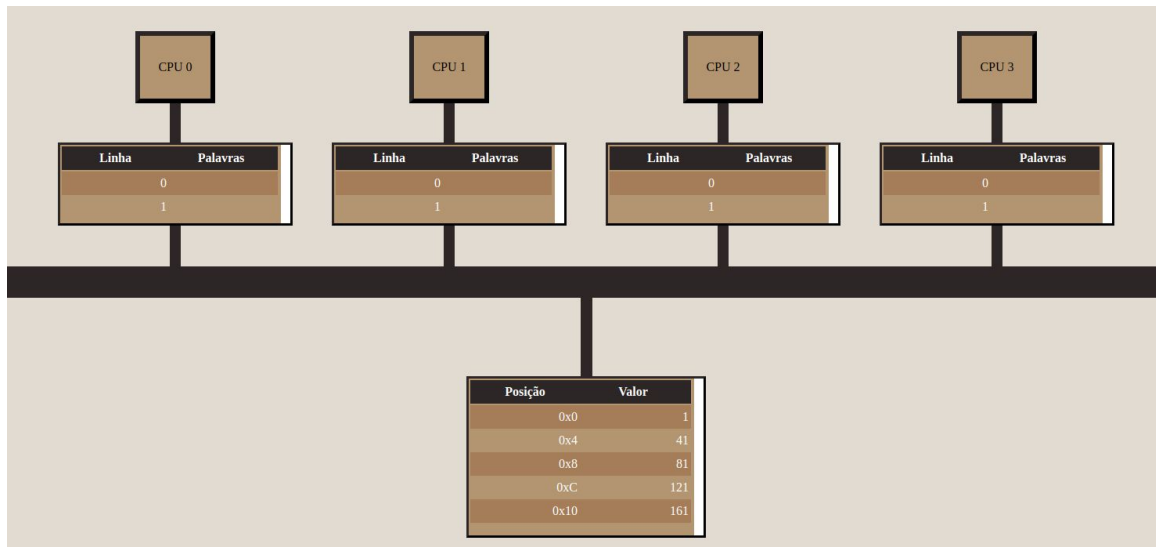 CPU 0 CPU 1 CPU 2 CPU 3
Linha Palavras Linha Palavras Linha Palavras Linha Palavras
0 0 0 0
1 1 1 1
Posição Valor
0x0 1
0x4 41
0x8 81
0xC 121
0x10 161